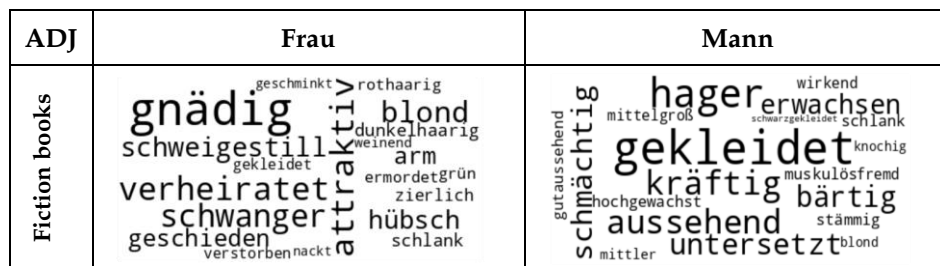 ADJ
Frau
Mann
Fiction books
geschminkt
rothaarig
gnädig
attraktiv
blond
dunkelhaarig
schweigestill
weinend
gekleidet
arm
ermordet
grün
verheiratet
zierlich
schwanger
hübsch
geschieden
schlank
verstorben
nackt
wirkend
hager
erwachsen
mittelgroß
schwarzgekleidet
schlank
gutaussehend
schmächtig
gekleidet
knochig
kräftig
muskulös
fremd
hochgewachst
bärtig
aussehend
stämmig
untersetzt
blond
mittler